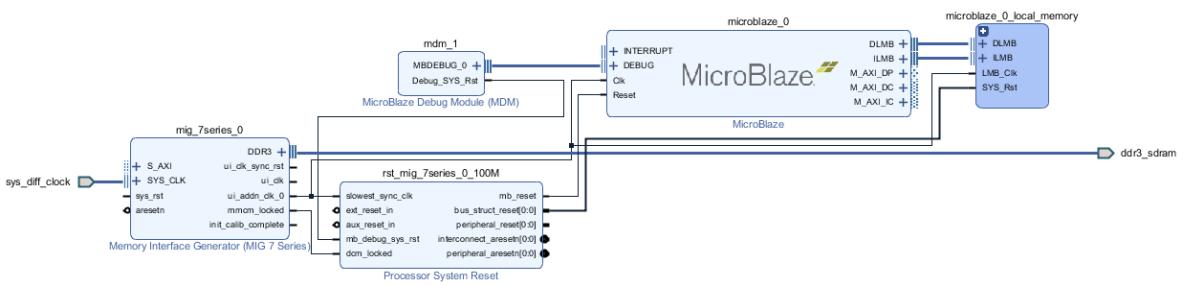 microblaze_0
microblaze_0_local_memory
mdm_1
MBDEBUG_0
Debug_SYS_Rst
MicroBlaze Debug Module (MDM)
INTERRUPT
DEBUG
Clk
Reset
MicroBlaze
DLMB
ILMB
M_AXI_DP
M_AXI_DC
M_AXI_IC
MicroBlaze
DLMB
ILMB
LMB_Clk
SYS_Rst
mig_7series_0
S_AXI
SYS_CLK
sys_rst
aresetn
DDR3
ui_clk_sync_rst
ui_clk
ui_addn_clk_0
mmcm_locked
init_calib_complete
Memory Interface Generator (MIG 7 Series)
sys_diff_clock
ddr3_sdram
rst_mig_7series_0_100M
slowest_sync_clk
ext_reset_in
aux_reset_in
mb_debug_sys_rst
dcm_locked
mb_reset
bus_struct_reset[0:0]
peripheral_reset[0:0]
interconnect_aresetn[0:0]
peripheral_aresetn[0:0]
Processor System Reset